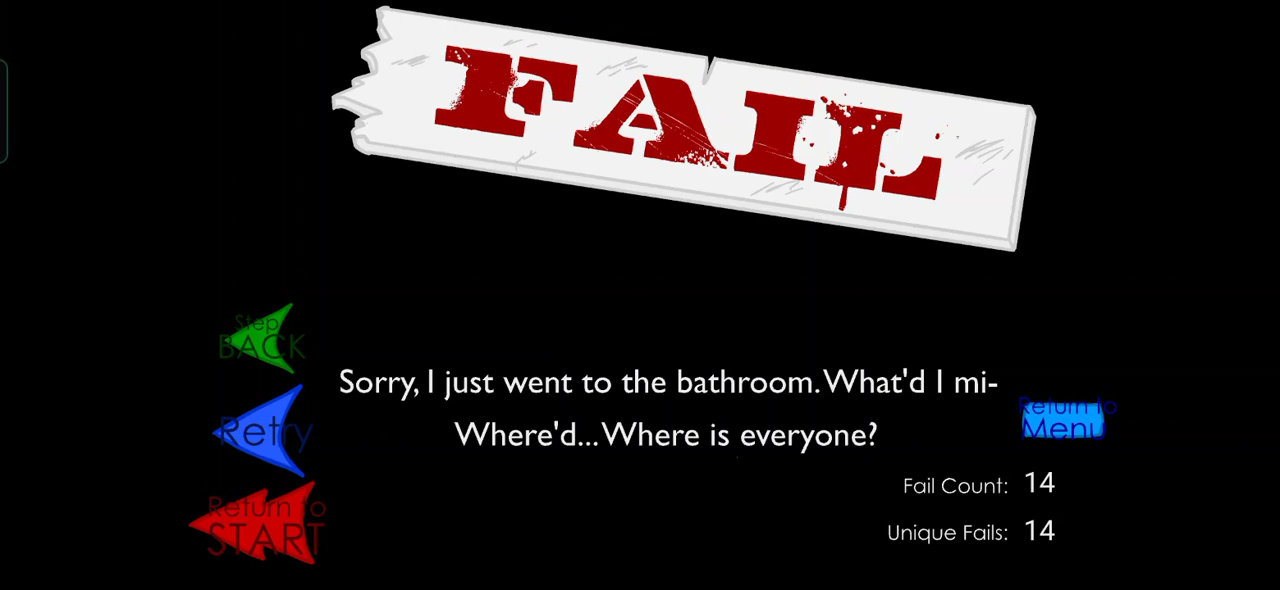 FAIL
Step
BACK
Sorry, I just went to the bathroom. What'd I mi-
Return to
Menu
Retry
Where'd... Where is everyone?
Fail Count: 14
Return to
START
Unique Fails: 14